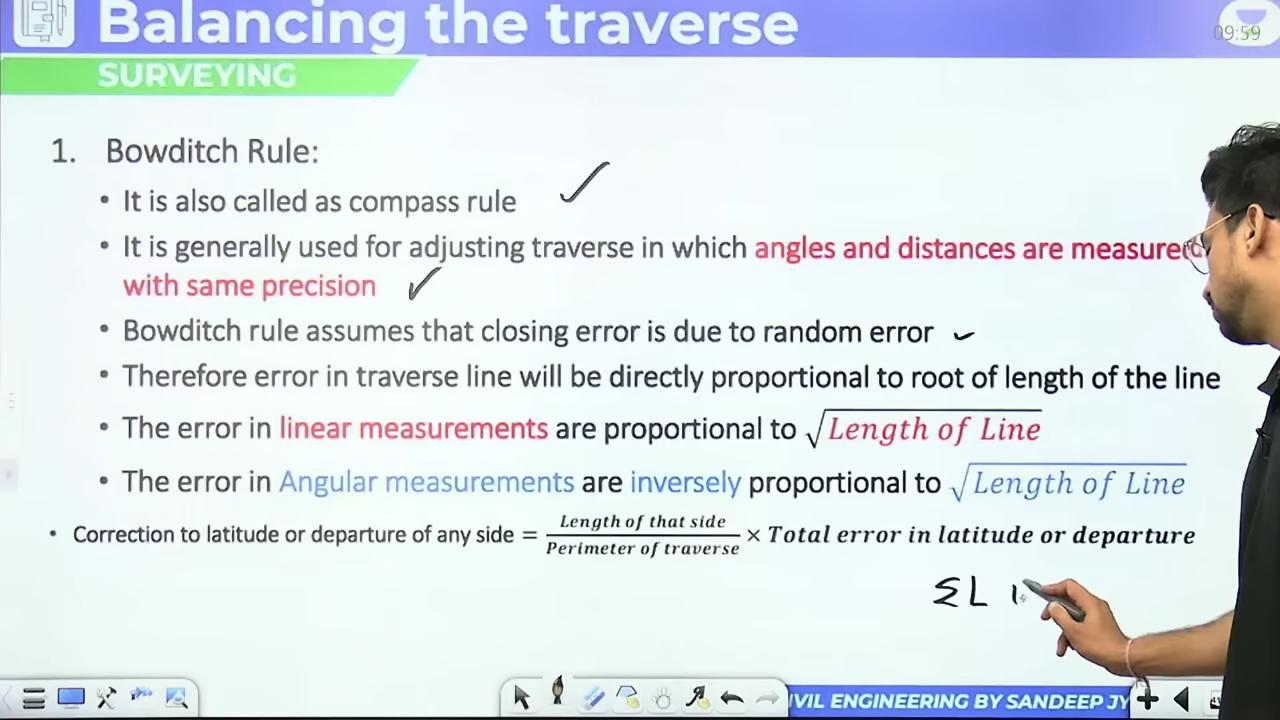 Balancing the traverse
09:59
SURVEYING
1. Bowditch Rule:
• It is also called as compass rule
• It is generally used for adjusting traverse in which angles and distances are measured
with same precision
• Bowditch rule assumes that closing error is due to random error
• Therefore error in traverse line will be directly proportional to root of length of the line
• The error in linear measurements are proportional to √Length of Line
• The error in Angular measurements are inversely proportional to √Length of Line
• Correction to latitude or departure of any side = Length of that side / Perimeter of traverse × Total error in latitude or departure
ΣL
IVIL ENGINEERING BY SANDEEP JY